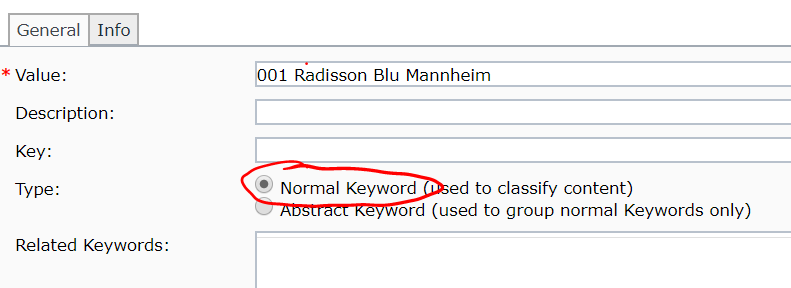 General Info
* Value: 001 Radisson Blu Mannheim
Description:
Key:
Type: Normal Keyword (used to classify content)
Abstract Keyword (used to group normal Keywords only)
Related Keywords: